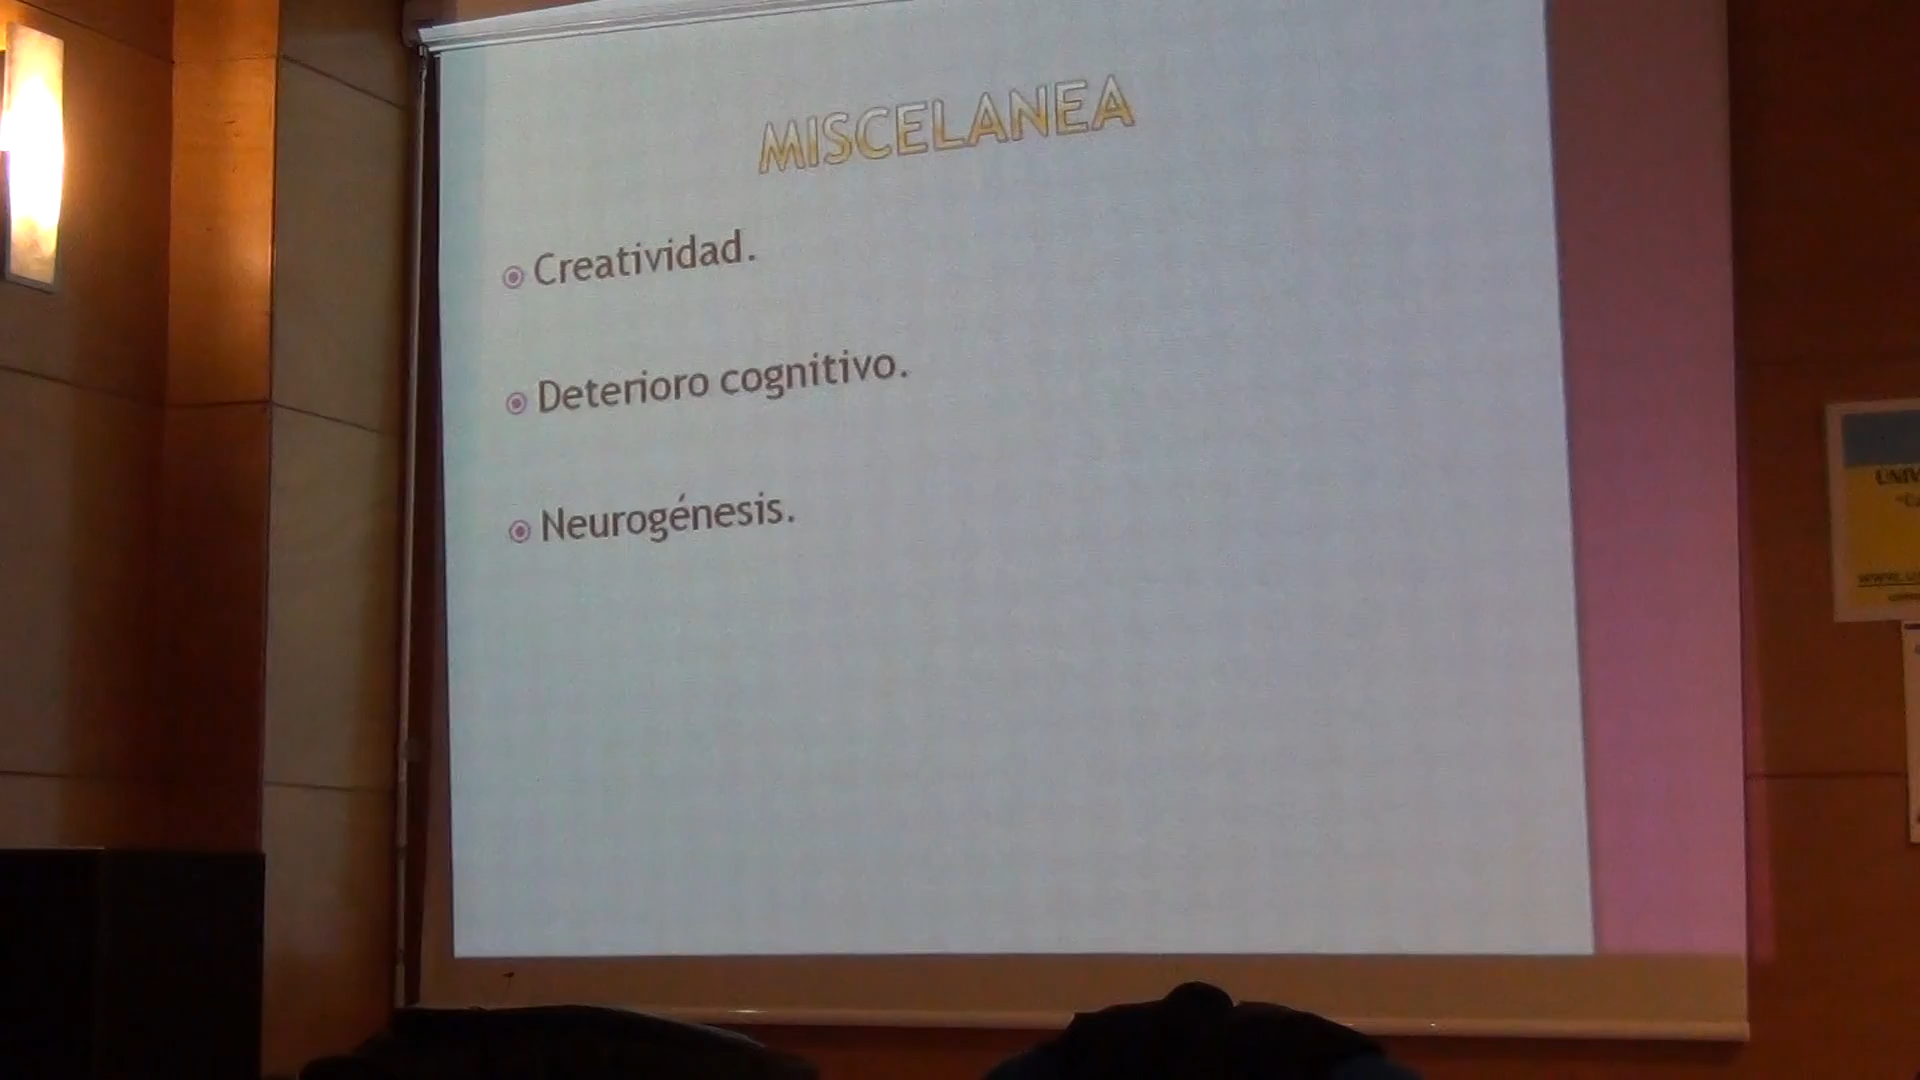 MISCELANEA
Creatividad.
Deterioro cognitivo.
Neurogénesis.